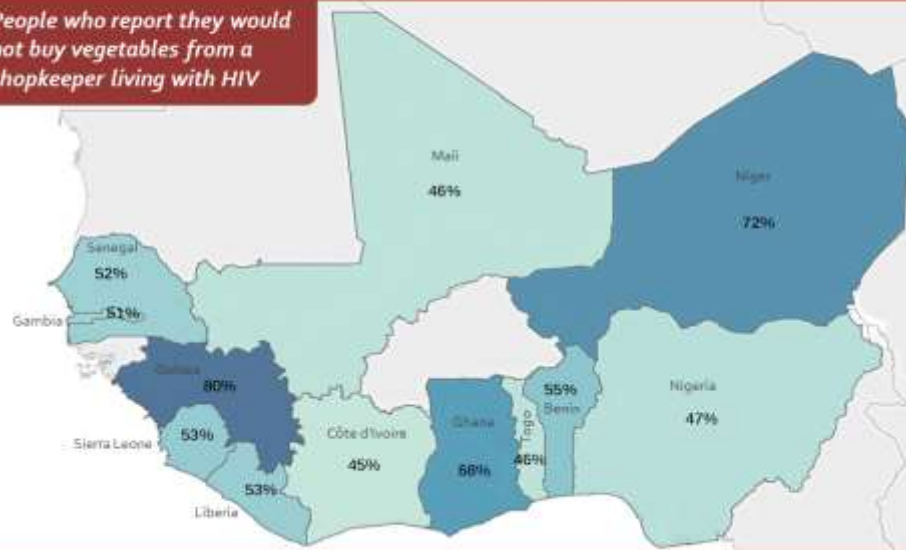 People who report they would
not buy vegetables from a
shopkeeper living with HIV
Mali
46%
Niger
72%
Senegal
52%
51%
Gambia
Guinea
80%
Sierra Leone
53%
53%
Liberia
Côte d'Ivoire
45%
Ghana
Togo
46%
55%
Benin
Nigeria
47%